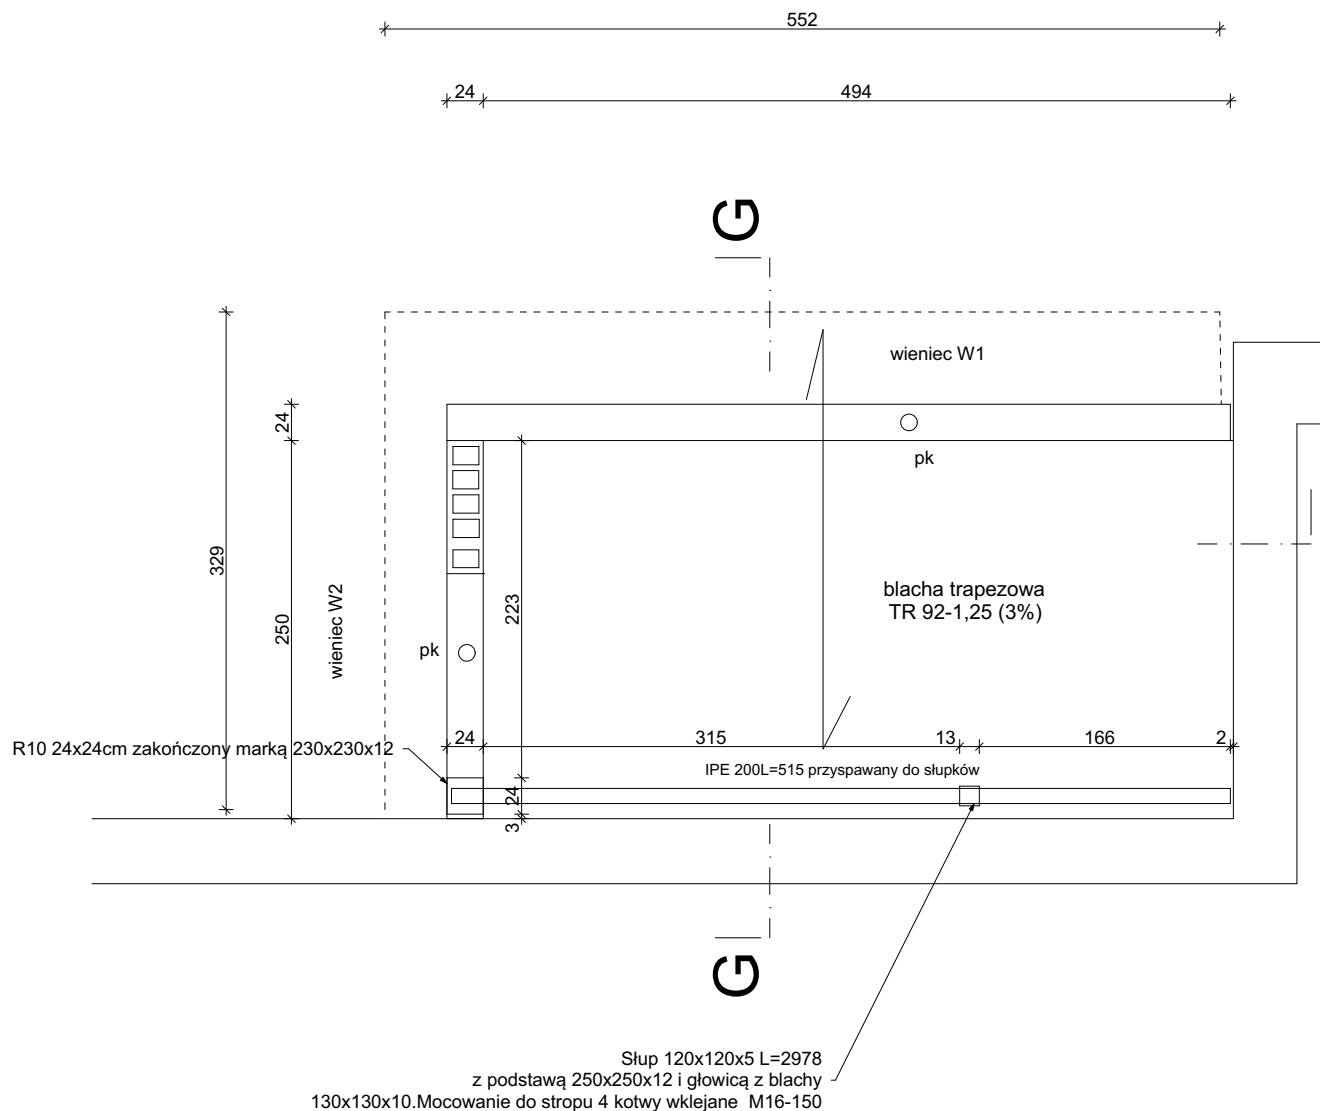 552
24
494
G
wieniec W1
24
pk
329
250
wieniec W2
223
blacha trapezowa
TR 92-1,25 (3%)
pk
R10 24x24cm zakończony marką 230x230x12
24
315
13
166
2
IPE 200L=515 przyspawany do słupków
24
3
G
Słup 120x120x5 L=2978
z podstawą 250x250x12 i głowicą z blachy
130x130x10.Mocowanie do stropu 4 kotwy wklejane M16-150